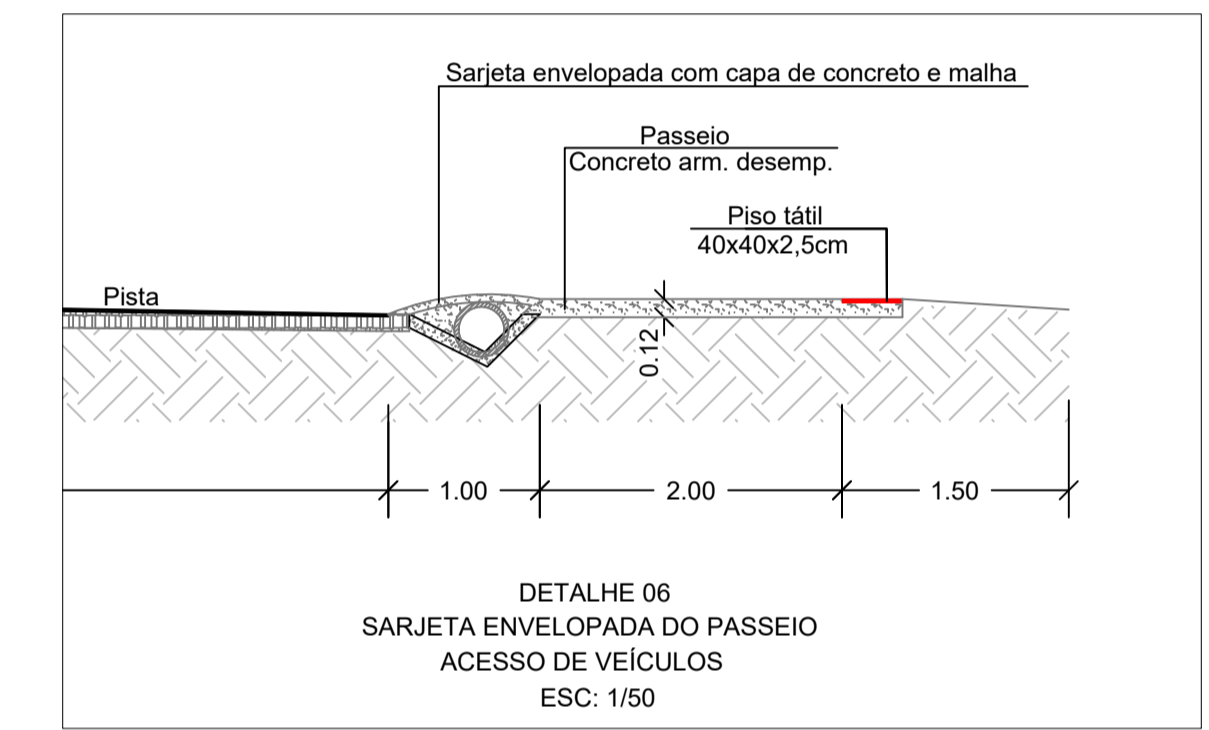 Sarjeta envelopada com capa de concreto e malha
Passeio
Concreto arm. desemp.
Piso tátil
40x40x2,5cm
Pista
0.12
1.00
2.00
1.50
DETALHE 06
SARJETA ENVELOPADA DO PASSEIO
ACESSO DE VEÍCULOS
ESC: 1/50